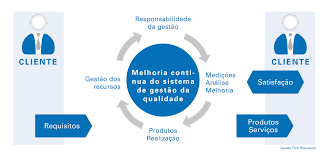 Responsabilidade
da gestão
CLIENTE
CLIENTE
Melhoria contí-
nua do sistema
de gestão da
qualidade
Gestão dos
recursos
Medições
Análise
Melhoria
Satisfação
Requisitos
Produtos
Realização
Produtos
Serviços